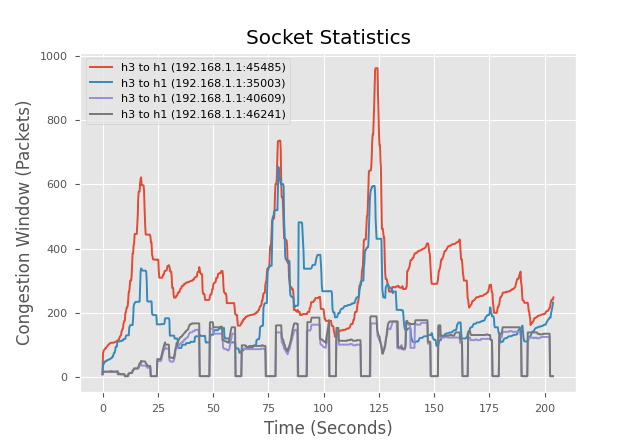 Socket Statistics
1000
800
600
400
200
0
Congestion Window (Packets)
h3 to h1 (192.168.1.1:45485)
h3 to h1 (192.168.1.1:35003)
h3 to h1 (192.168.1.1:40609)
h3 to h1 (192.168.1.1:46241)
0 25 50 75 100 125 150 175 200
Time (Seconds)